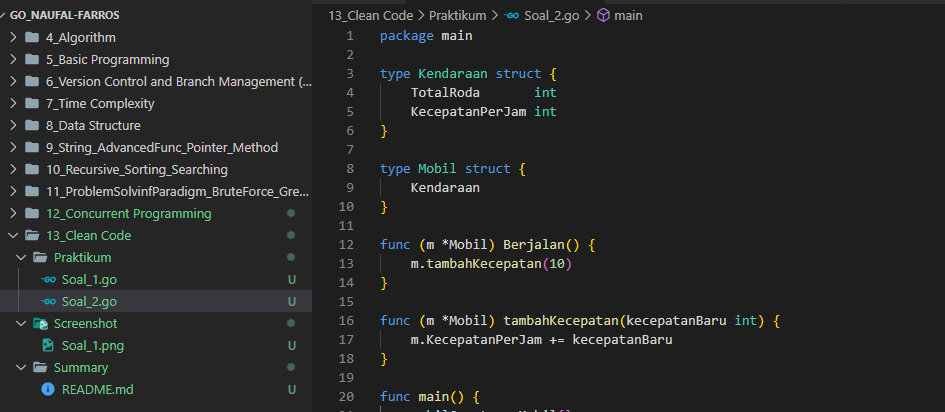 GO_NAUFAL-FARROS
4_Algorithm
5_Basic Programming
6_Version Control and Branch Management (...
7_Time Complexity
8_Data Structure
9_String_AdvancedFunc_Pointer_Method
10_Recursive_Sorting_Searching
11_ProblemSolvinfParadigm_BruteForce_Gre...
12_Concurrent Programming
13_Clean Code
Praktikum
Soal_1.go U
Soal_2.go U
Screenshot
Soal_1.png U
Summary
README.md U
13_Clean Code > Praktikum > Soal_2.go > main
1 package main
2
3 type Kendaraan struct {
4 TotalRoda int
5 KecepatanPerJam int
6 }
7
8 type Mobil struct {
9 Kendaraan
10 }
11
12 func (m *Mobil) Berjalan() {
13 m.tambahKecepatan(10)
14 }
15
16 func (m *Mobil) tambahKecepatan(kecepatanBaru int) {
17 m.KecepatanPerJam += kecepatanBaru
18 }
19
20 func main() {